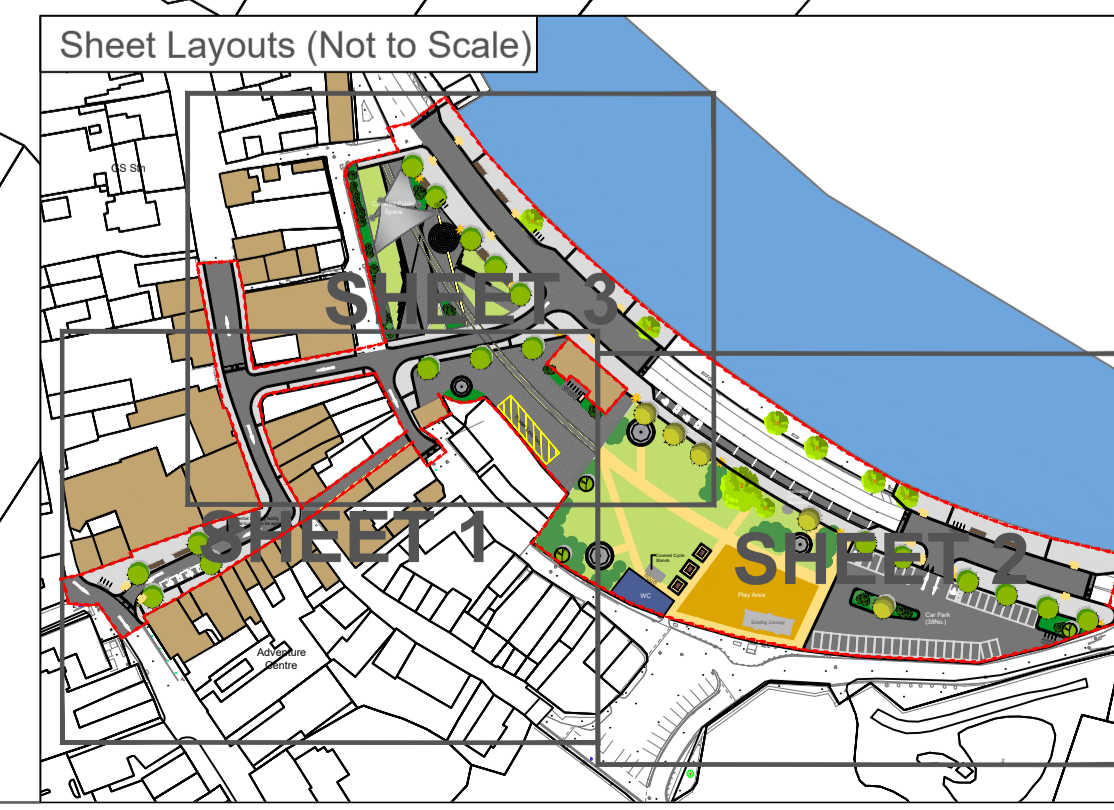 Sheet Layouts (Not to Scale)
GS Stn
Covered Public
Space
SHEET 3
SHEET 1
SHEET 2
Covered Cycle
Stands
WC
Play Area
Existing Canopy
Car Park
(38No.)
Adventure
Centre